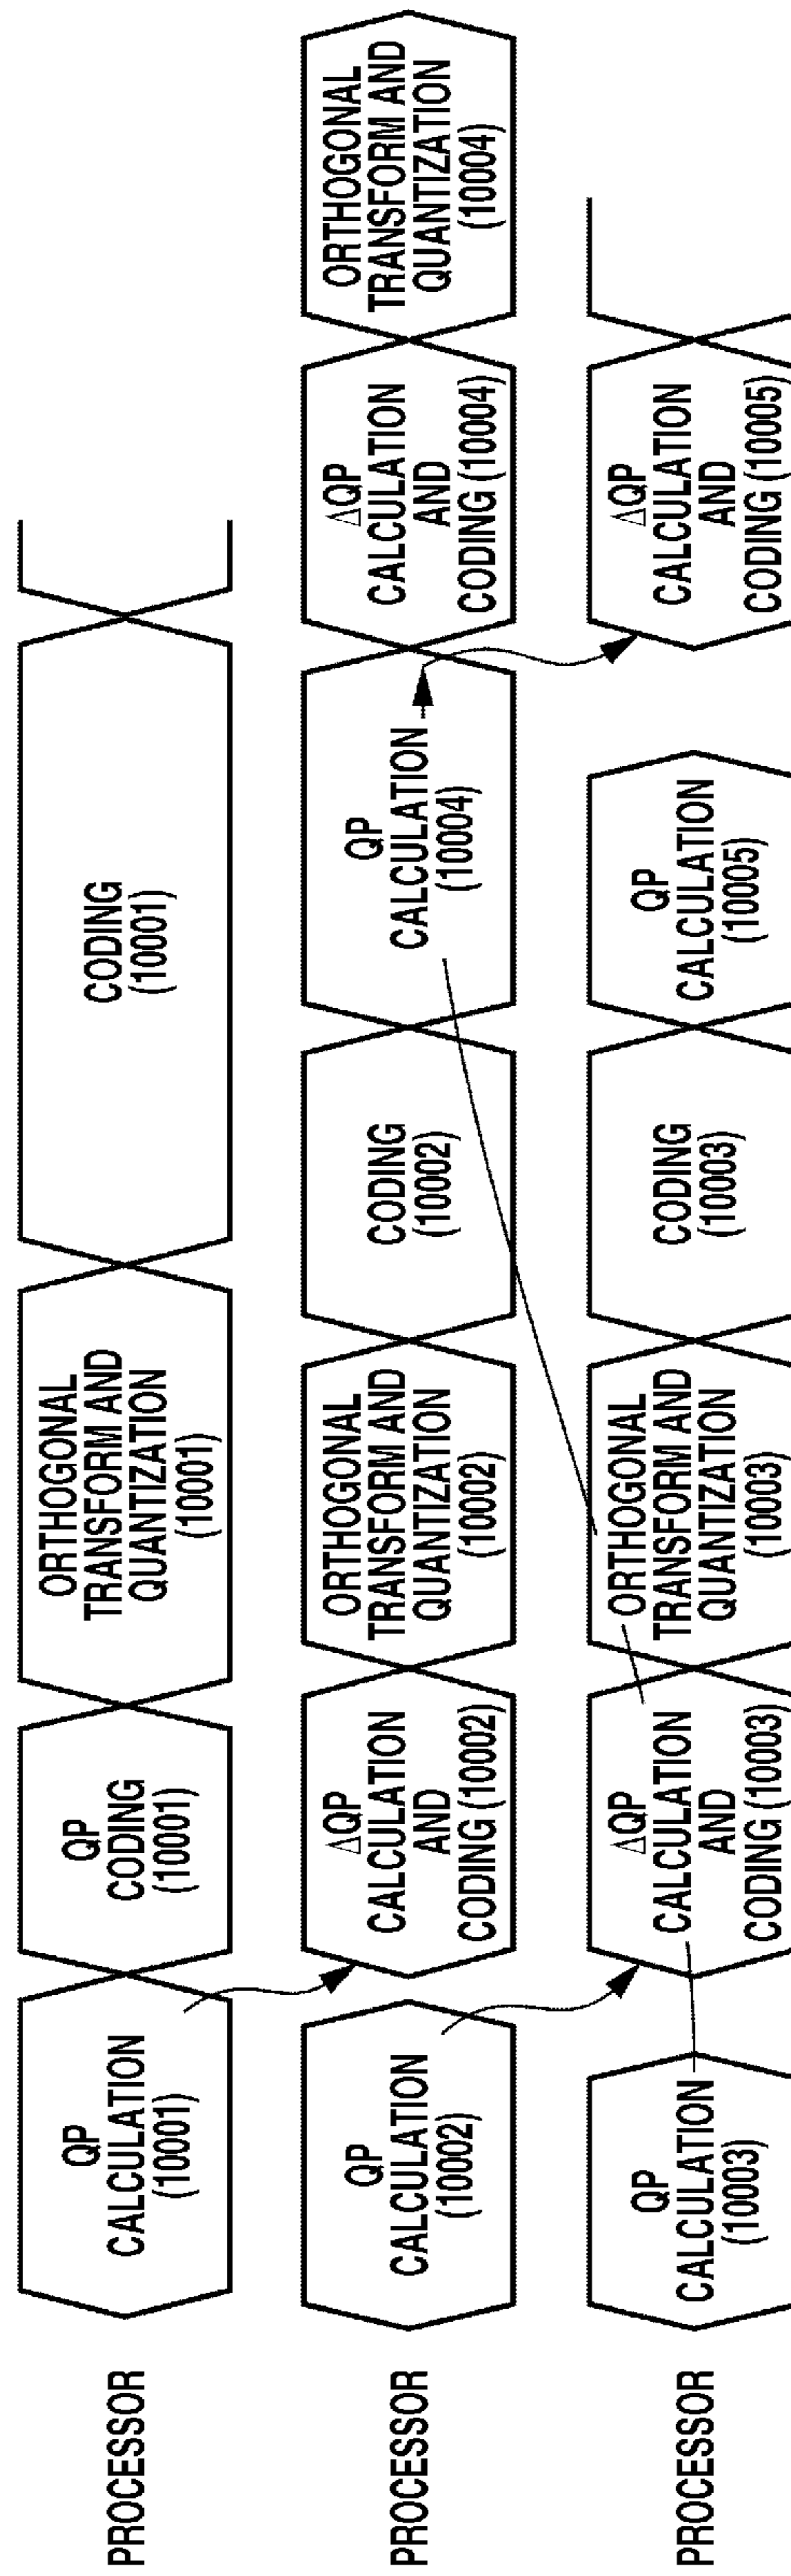 PROCESSOR
QP
CALCULATION
(10001)
QP
CODING
(10001)
ORTHOGONAL
TRANSFORM AND
QUANTIZATION
(10001)
CODING
(10001)
PROCESSOR
QP
CALCULATION
(10002)
ΔQP
CALCULATION
AND
CODING (10002)
ORTHOGONAL
TRANSFORM AND
QUANTIZATION
(10002)
CODING
(10002)
QP
CALCULATION
(10004)
ΔQP
CALCULATION
AND
CODING (10004)
ORTHOGONAL
TRANSFORM AND
QUANTIZATION
(10004)
PROCESSOR
QP
CALCULATION
(10003)
ΔQP
CALCULATION
AND
CODING (10003)
ORTHOGONAL
TRANSFORM AND
QUANTIZATION
(10003)
CODING
(10003)
QP
CALCULATION
(10005)
ΔQP
CALCULATION
AND
CODING (10005)